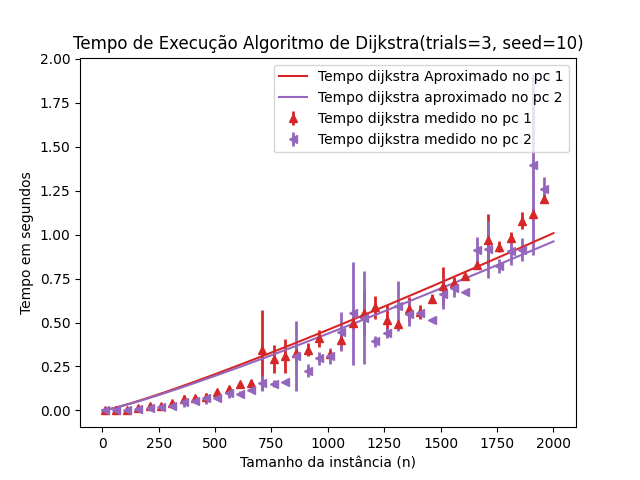 Tempo de Execução Algoritmo de Dijkstra(trials=3, seed=10)
2.00
1.75
1.50
1.25
1.00
0.75
0.50
0.25
0.00
Tempo em segundos
Tempo dijkstra Aproximado no pc 1
Tempo dijkstra aproximado no pc 2
Tempo dijkstra medido no pc 1
Tempo dijkstra medido no pc 2
0 250 500 750 1000 1250 1500 1750 2000
Tamanho da instância (n)